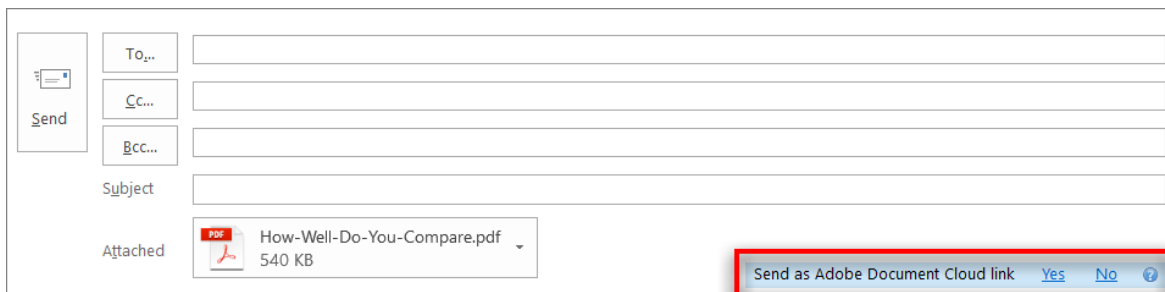 To...
Cc...
Send
Bcc...
Subject
Attached
PDF
How-Well-Do-You-Compare.pdf
540 KB
Send as Adobe Document Cloud link Yes No ?